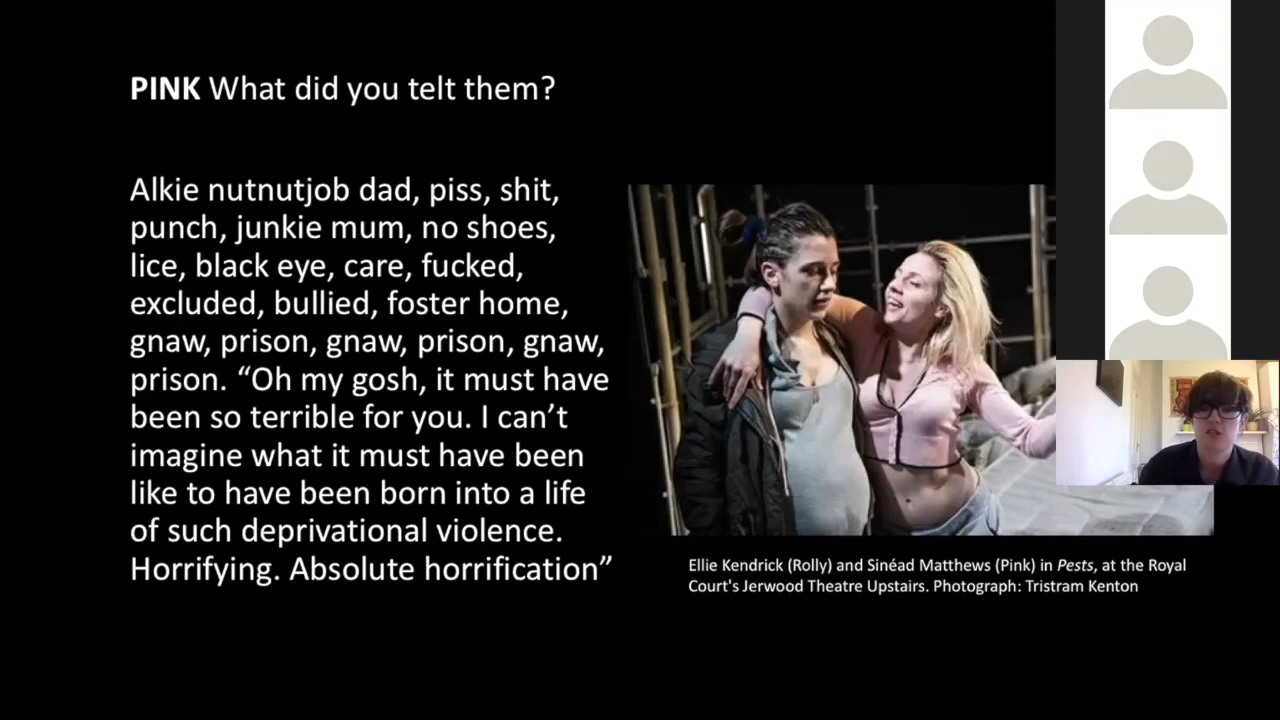 PINK What did you telt them?
Alkie nutnutjob dad, piss, shit,
punch, junkie mum, no shoes,
lice, black eye, care, fucked,
excluded, bullied, foster home,
gnaw, prison, gnaw, prison, gnaw,
prison. “Oh my gosh, it must have
been so terrible for you. I can’t
imagine what it must have been
like to have been born into a life
of such deprivational violence.
Horrifying. Absolute horrification”
Ellie Kendrick (Rolly) and Sinéad Matthews (Pink) in Pests, at the Royal
Court's Jerwood Theatre Upstairs. Photograph: Tristram Kenton